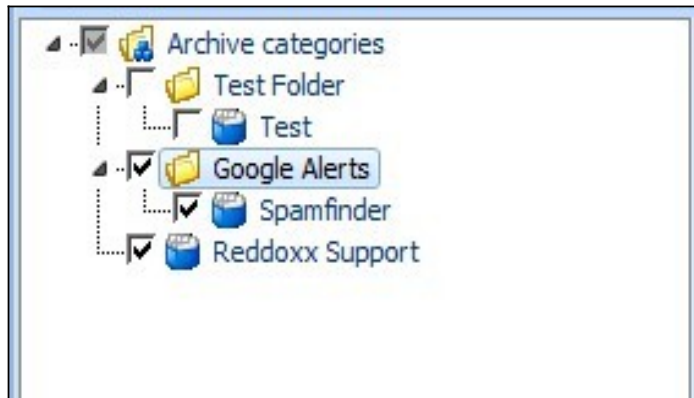 Archive categories
Test Folder
Test
Google Alerts
Spamfinder
Reddoxx Support